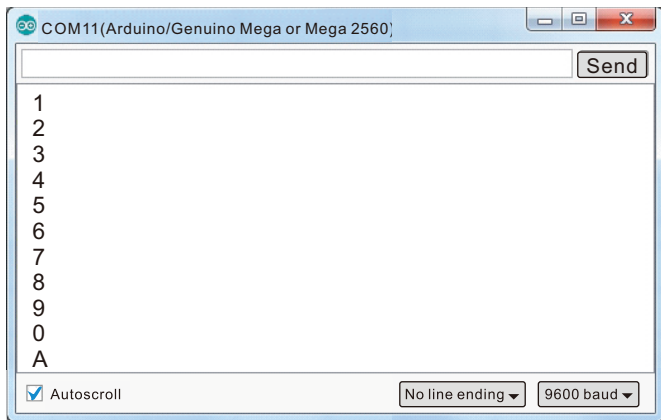 COM11(Arduino/Genuino Mega or Mega 2560)
Send
1
2
3
4
5
6
7
8
9
0
A
Autoscroll
No line ending
9600 baud